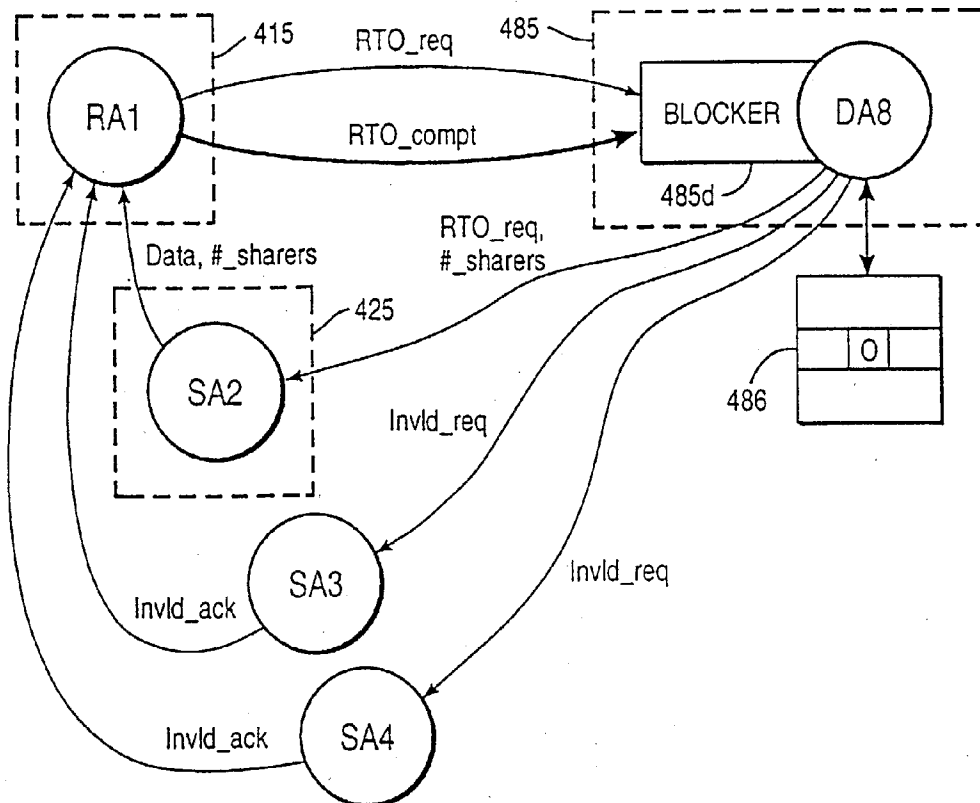 415
RTO_req
485
RA1
BLOCKER
DA8
RTO_compt
485d
Data, #_sharers
RTO_req,
#_sharers
425
SA2
O
486
Invld_req
SA3
Invld_req
Invld_ack
SA4
Invld_ack